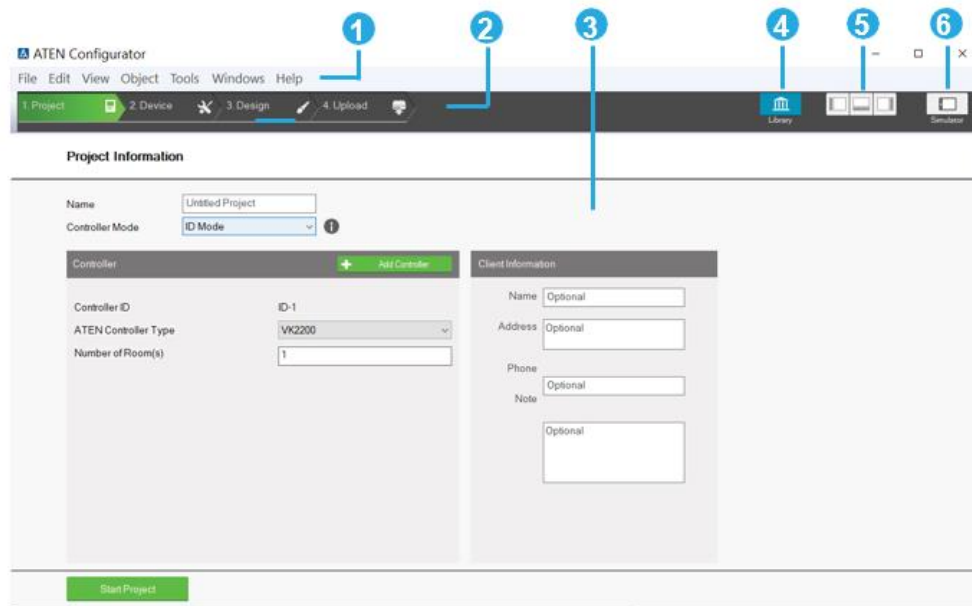 1 2 3 4 5 6
ATEN Configurator
File Edit View Object Tools Windows Help
1. Project 2. Device 3. Design 4. Upload
Library
Simulator
Project Information
Name Untitled Project
Controller Mode ID Mode
Controller Add Controller
Controller ID ID-1
ATEN Controller Type VK2200
Number of Room(s) 1
Client Information
Name Optional
Address Optional
Phone
Optional
Note
Optional
Start Project